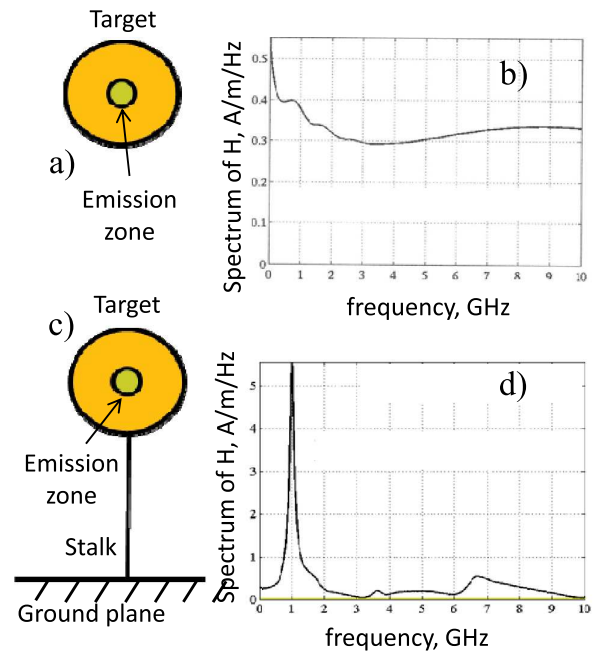 Target
a)
Emission
zone
b)
Spectrum of H, A/m/Hz
0.5
0.4
0.3
0.2
0.1
0
0 1 2 3 4 5 6 7 8 9 10
frequency, GHz
Target
c)
Emission
zone
Stalk
Ground plane
d)
Spectrum of H, A/m/Hz
5
4
3
2
1
0
0 1 2 3 4 5 6 7 8 9 10
frequency, GHz